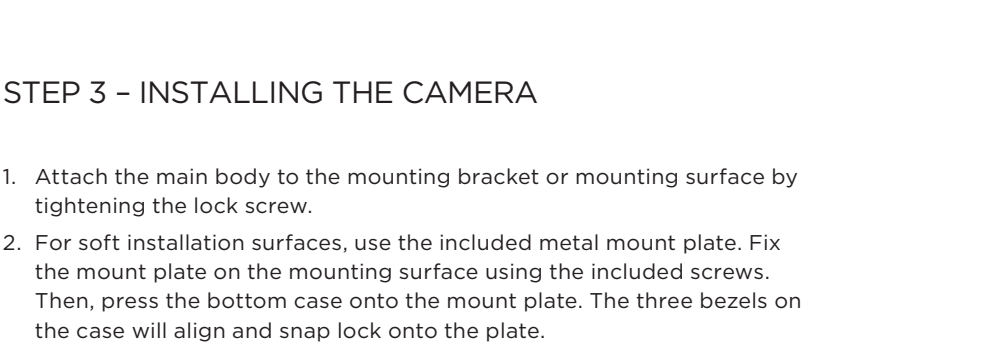 STEP 3 – INSTALLING THE CAMERA
1. Attach the main body to the mounting bracket or mounting surface by
tightening the lock screw.
2. For soft installation surfaces, use the included metal mount plate. Fix
the mount plate on the mounting surface using the included screws.
Then, press the bottom case onto the mount plate. The three bezels on
the case will align and snap lock onto the plate.